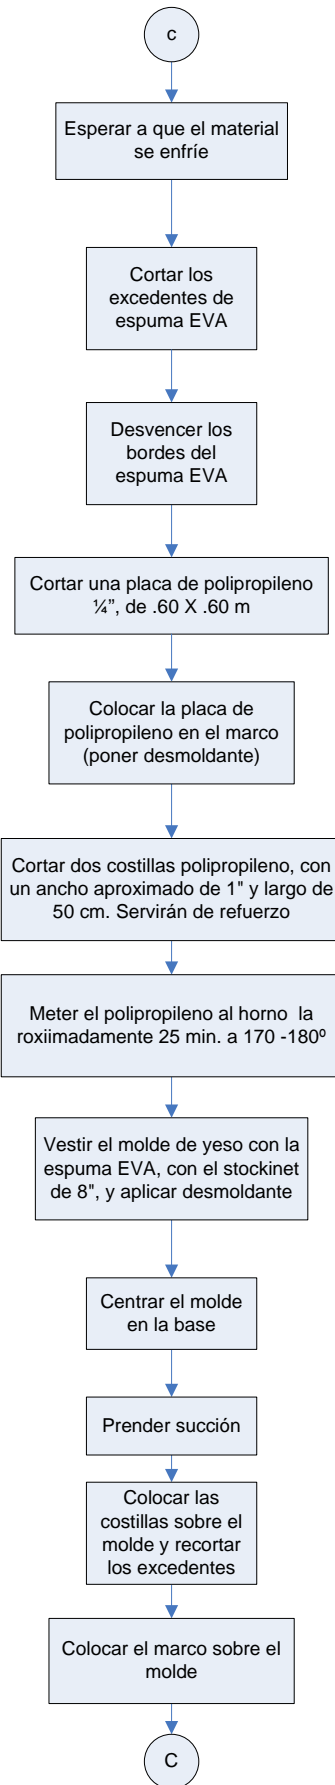 c
Esperar a que el material
se enfríe
Cortar los
excedentes de
espuma EVA
Desvencer los
bordes del
espuma EVA
Cortar una placa de polipropileno
¼”, de .60 X .60 m
Colocar la placa de
polipropileno en el marco
(poner desmoldante)
Cortar dos costillas polipropileno, con
un ancho aproximado de 1" y largo de
50 cm. Servirán de refuerzo
Meter el polipropileno al horno  la
roxiimadamente 25 min. a 170 -180º
Vestir el molde de yeso con la
espuma EVA, con el stockinet
de 8", y aplicar desmoldante
Centrar el molde
en la base
Prender succión
Colocar las
costillas sobre el
molde y recortar
los excedentes
Colocar el marco sobre el
molde
C